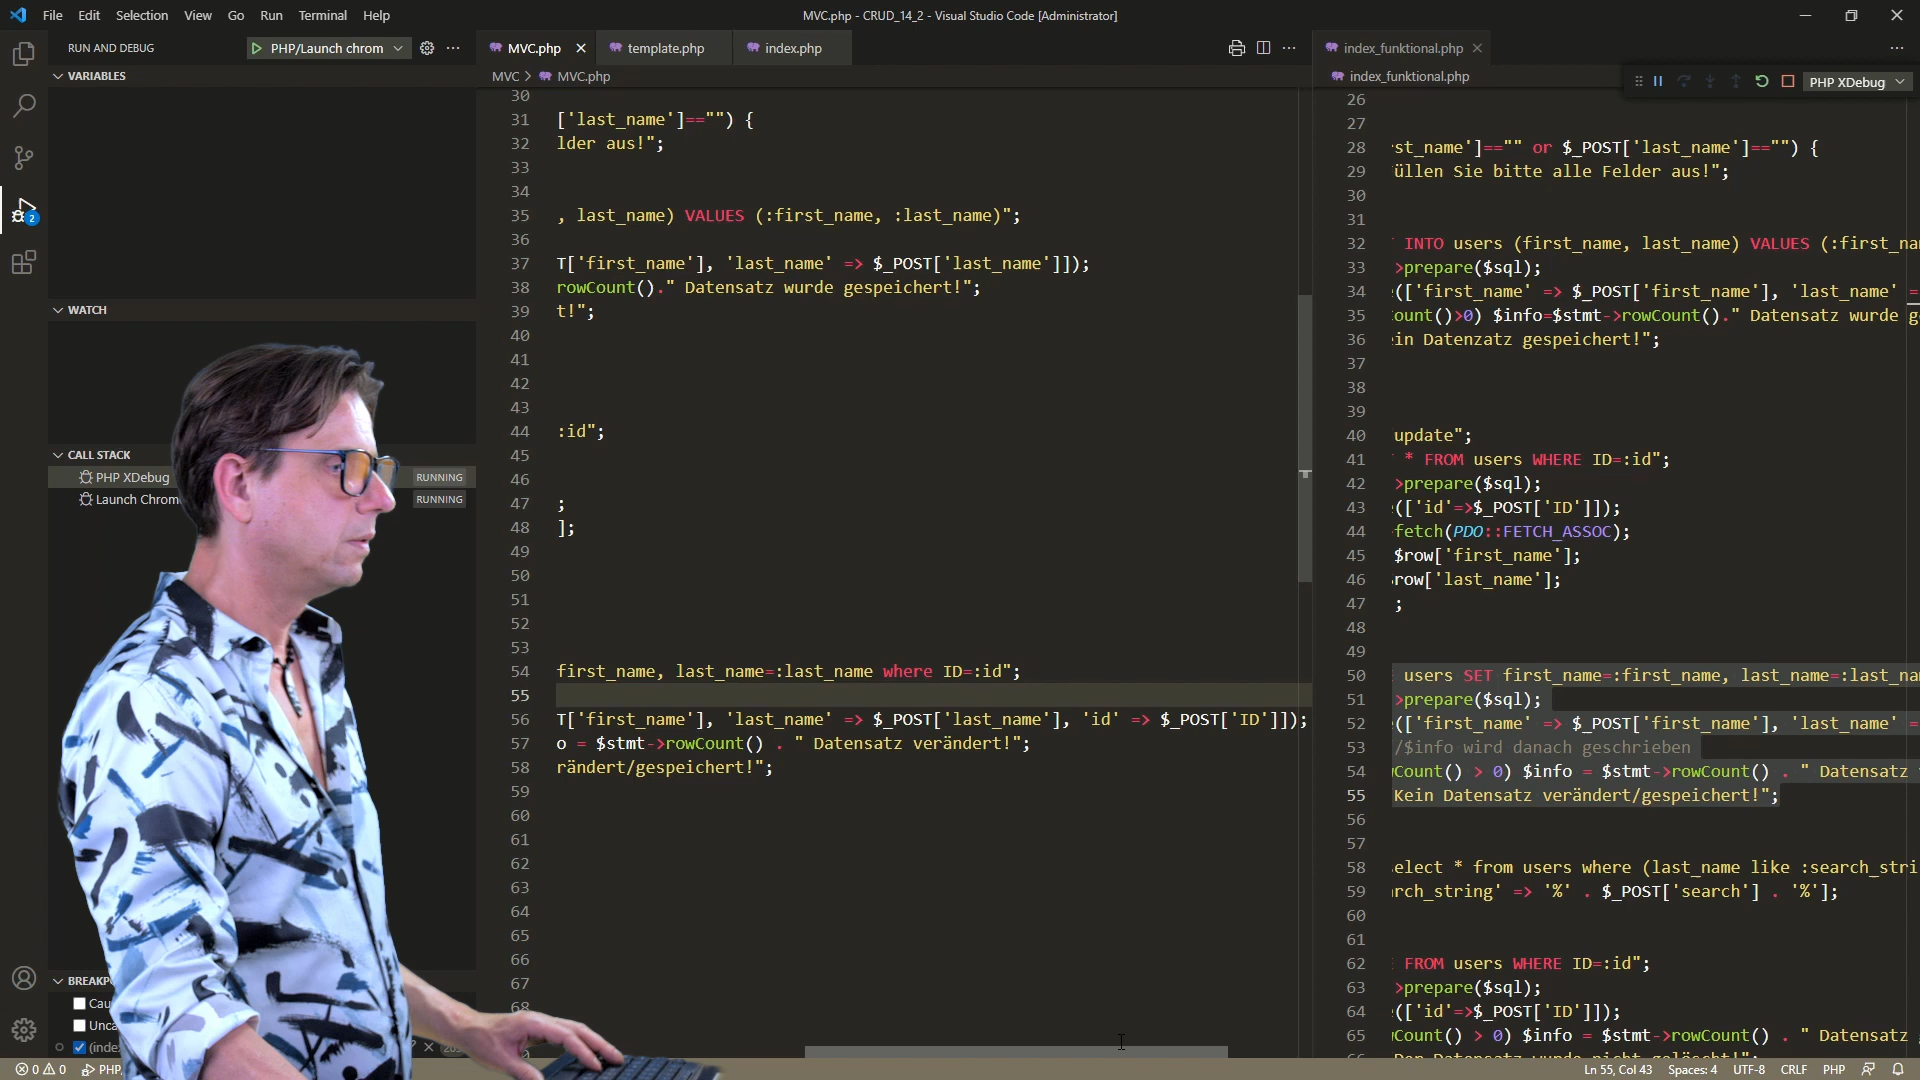 File Edit Selection View Go Run Terminal Help
MVC.php - CRUD_14_2 - Visual Studio Code [Administrator]
RUN AND DEBUG
PHP/Launch chrom
VARIABLES
WATCH
CALL STACK
PHP XDebug RUNNING
Launch Chrom RUNNING
2
BREAKP
Cau
Unca
(inde
MVC.php
template.php
index.php
MVC > MVC.php
30
31 ['last_name']=="") {
32 lder aus!";
33
34
35 , last_name) VALUES (:first_name, :last_name)";
36
37 T['first_name'], 'last_name' => $_POST['last_name']]);
38 rowCount()." Datensatz wurde gespeichert!";
39 t!";
40
41
42
43
44 :id";
45
46
47 ;
48 ];
49
50
51
52
53
54 first_name, last_name=:last_name where ID=:id";
55
56 T['first_name'], 'last_name' => $_POST['last_name'], 'id' => $_POST['ID']]);
57 o = $stmt->rowCount() . " Datensatz verändert!";
58 rändert/gespeichert!";
59
60
61
62
63
64
65
66
67
68
index_funktional.php
index_funktional.php
PHP XDebug
26
27
28 st_name']=="" or $_POST['last_name']=="") {
29 üllen Sie bitte alle Felder aus!";
30
31
32 INTO users (first_name, last_name) VALUES (:first_na
33 >prepare($sql);
34 (['first_name' => $_POST['first_name'], 'last_name' =
35 ount()>0) $info=$stmt->rowCount()." Datensatz wurde g
36 in Datenzatz gespeichert!";
37
38
39
40 update";
41 * FROM users WHERE ID=:id";
42 >prepare($sql);
43 (['id'=>$_POST['ID']]);
44 fetch(PDO::FETCH_ASSOC);
45 $row['first_name'];
46 row['last_name'];
47 ;
48
49
50 users SET first_name=:first_name, last_name=:last_na
51 >prepare($sql);
52 (['first_name' => $_POST['first_name'], 'last_name' =
53 /$info wird danach geschrieben
54 Count() > 0) $info = $stmt->rowCount() . " Datensatz
55 Kein Datensatz verändert/gespeichert!";
56
57
58 elect * from users where (last_name like :search_stri
59 rch_string' => '%' . $_POST['search'] . '%'];
60
61
62 FROM users WHERE ID=:id";
63 >prepare($sql);
64 (['id'=>$_POST['ID']]);
65 Count() > 0) $info = $stmt->rowCount() . " Datensatz
0 0 PHP,
Ln 55, Col 43 Spaces: 4 UTF-8 CRLF PHP